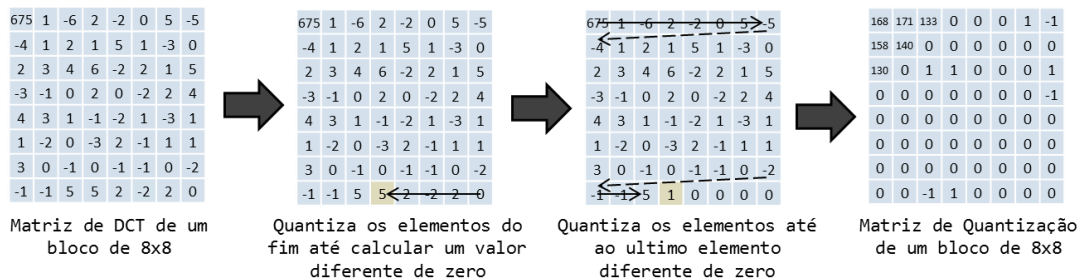 675 1 -6 2 -2 0 5 -5
-4 1 2 1 5 1 -3 0
2 3 4 6 -2 2 1 5
-3 -1 0 2 0 -2 2 4
4 3 1 -1 -2 1 -3 1
1 -2 0 -3 2 -1 1 1
3 0 -1 0 -1 -1 0 -2
-1 -1 5 5 2 -2 2 0
Matriz de DCT de um
bloco de 8x8
675 1 -6 2 -2 0 5 -5
-4 1 2 1 5 1 -3 0
2 3 4 6 -2 2 1 5
-3 -1 0 2 0 -2 2 4
4 3 1 -1 -2 1 -3 1
1 -2 0 -3 2 -1 1 1
3 0 -1 0 -1 -1 0 -2
-1 -1 5 5 2 -2 2 0
Quantiza os elementos do
fim até calcular um valor
diferente de zero
675 1 -6 2 -2 0 5 -5
-4 1 2 1 5 1 -3 0
2 3 4 6 -2 2 1 5
-3 -1 0 2 0 -2 2 4
4 3 1 -1 -2 1 -3 1
1 -2 0 -3 2 -1 1 1
3 0 -1 0 -1 -1 0 -2
-1 -1 5 1 0 0 0 0
Quantiza os elementos até
ao ultimo elemento
diferente de zero
168 171 133 0 0 0 1 -1
158 140 0 0 0 0 0 0
130 0 1 1 0 0 0 1
0 0 0 0 0 0 0 -1
0 0 0 0 0 0 0 0
0 0 0 0 0 0 0 0
0 0 0 0 0 0 0 0
0 0 -1 1 0 0 0 0
Matriz de Quantização
de um bloco de 8x8